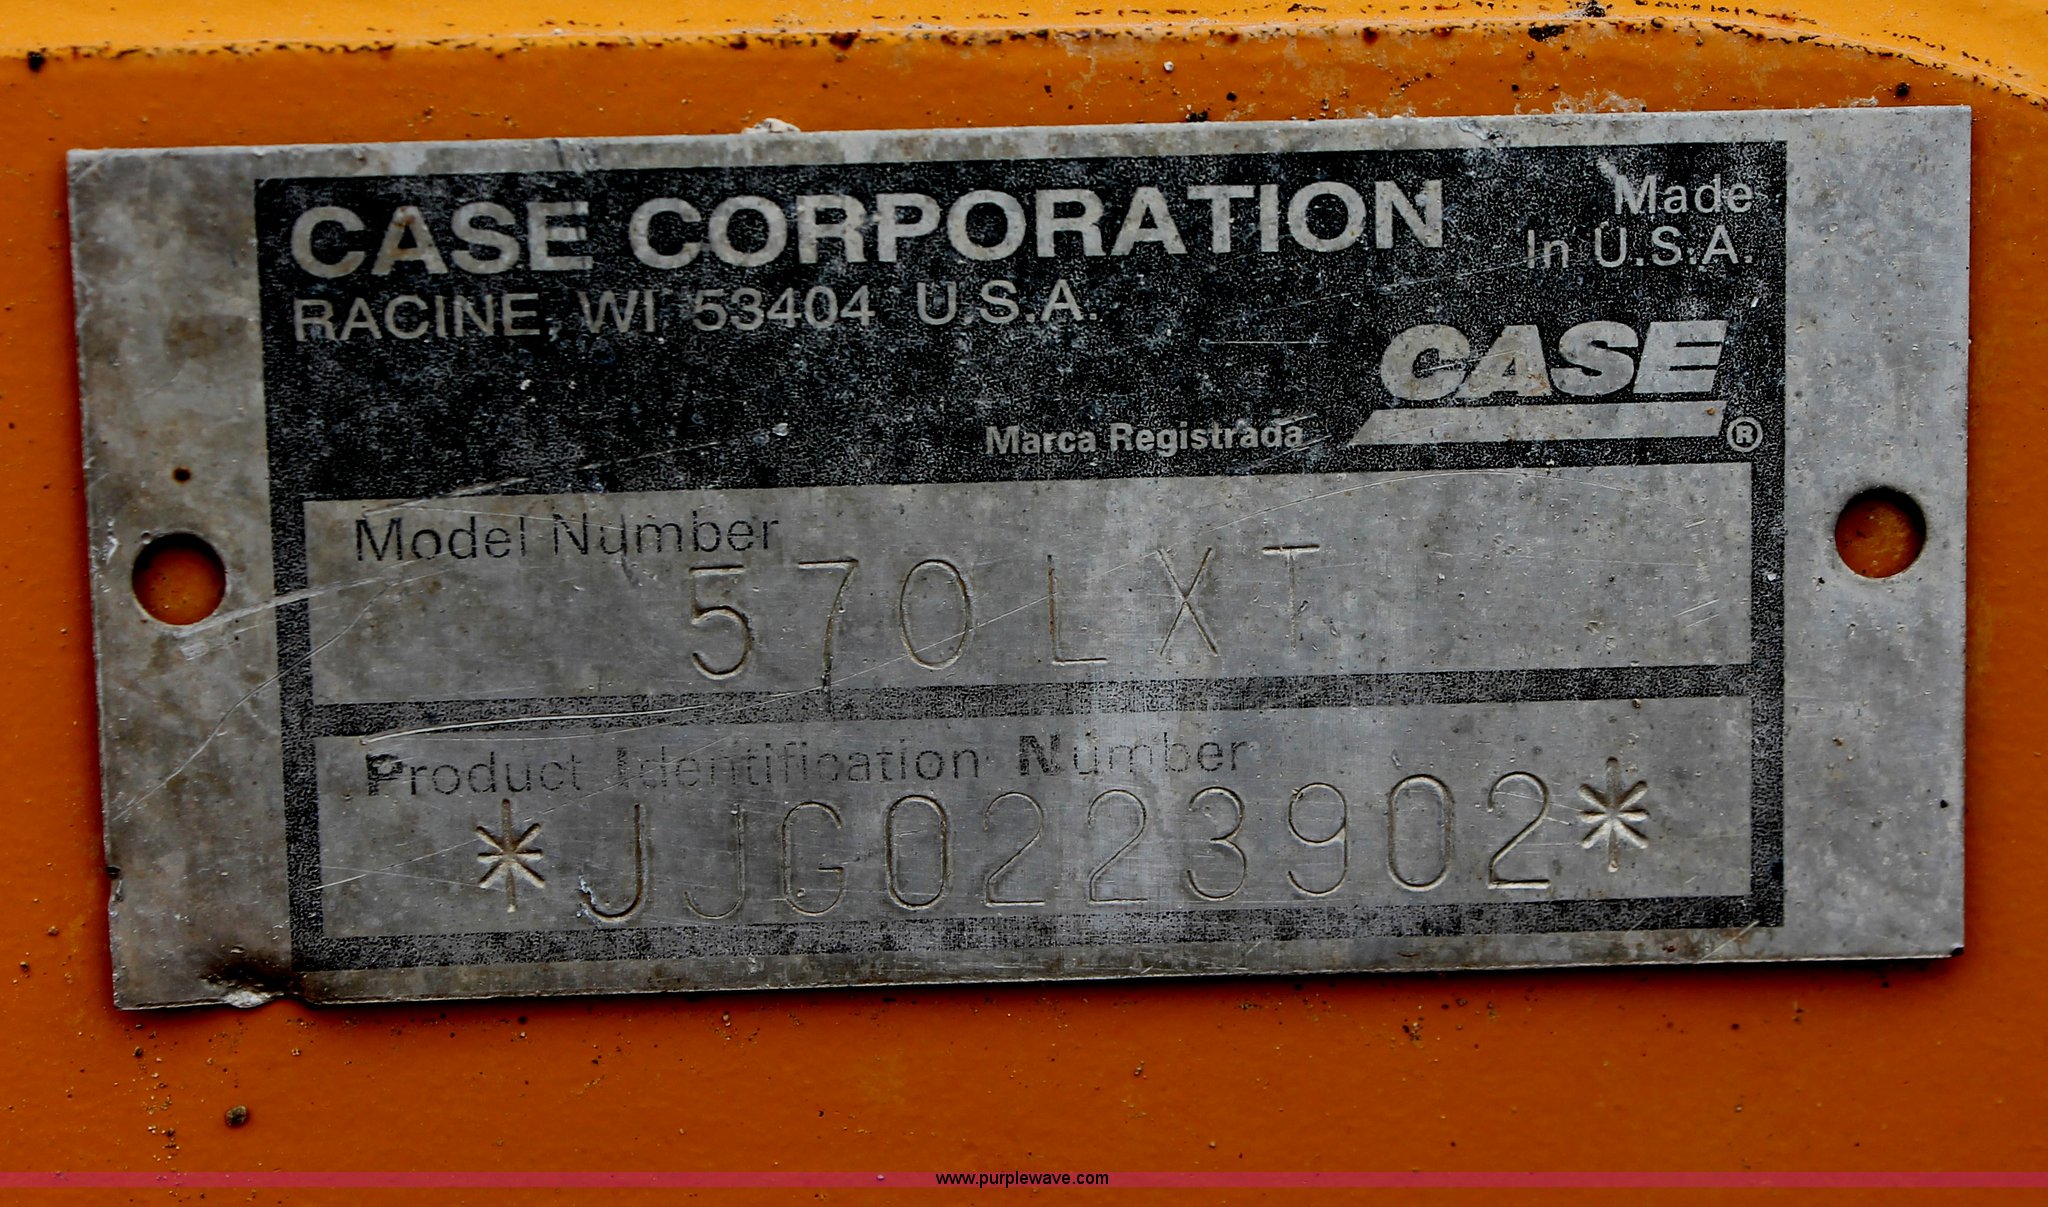 CASE CORPORATION
Made
In U.S.A.
RACINE, WI 53404 U.S.A.
CASE
Marca Registrada ®
Model Number
570LXT
Product Identification Number
*JJG0223902*
www.purplewave.com